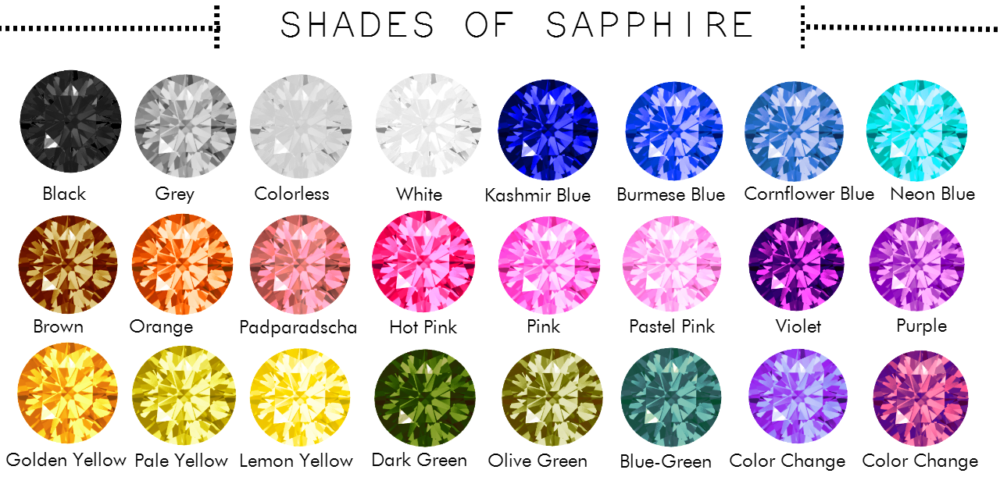 SHADES OF SAPPHIRE
Black Grey Colorless White Kashmir Blue Burmese Blue Cornflower Blue Neon Blue
Brown Orange Padparadscha Hot Pink Pink Pastel Pink Violet Purple
Golden Yellow Pale Yellow Lemon Yellow Dark Green Olive Green Blue-Green Color Change Color Change